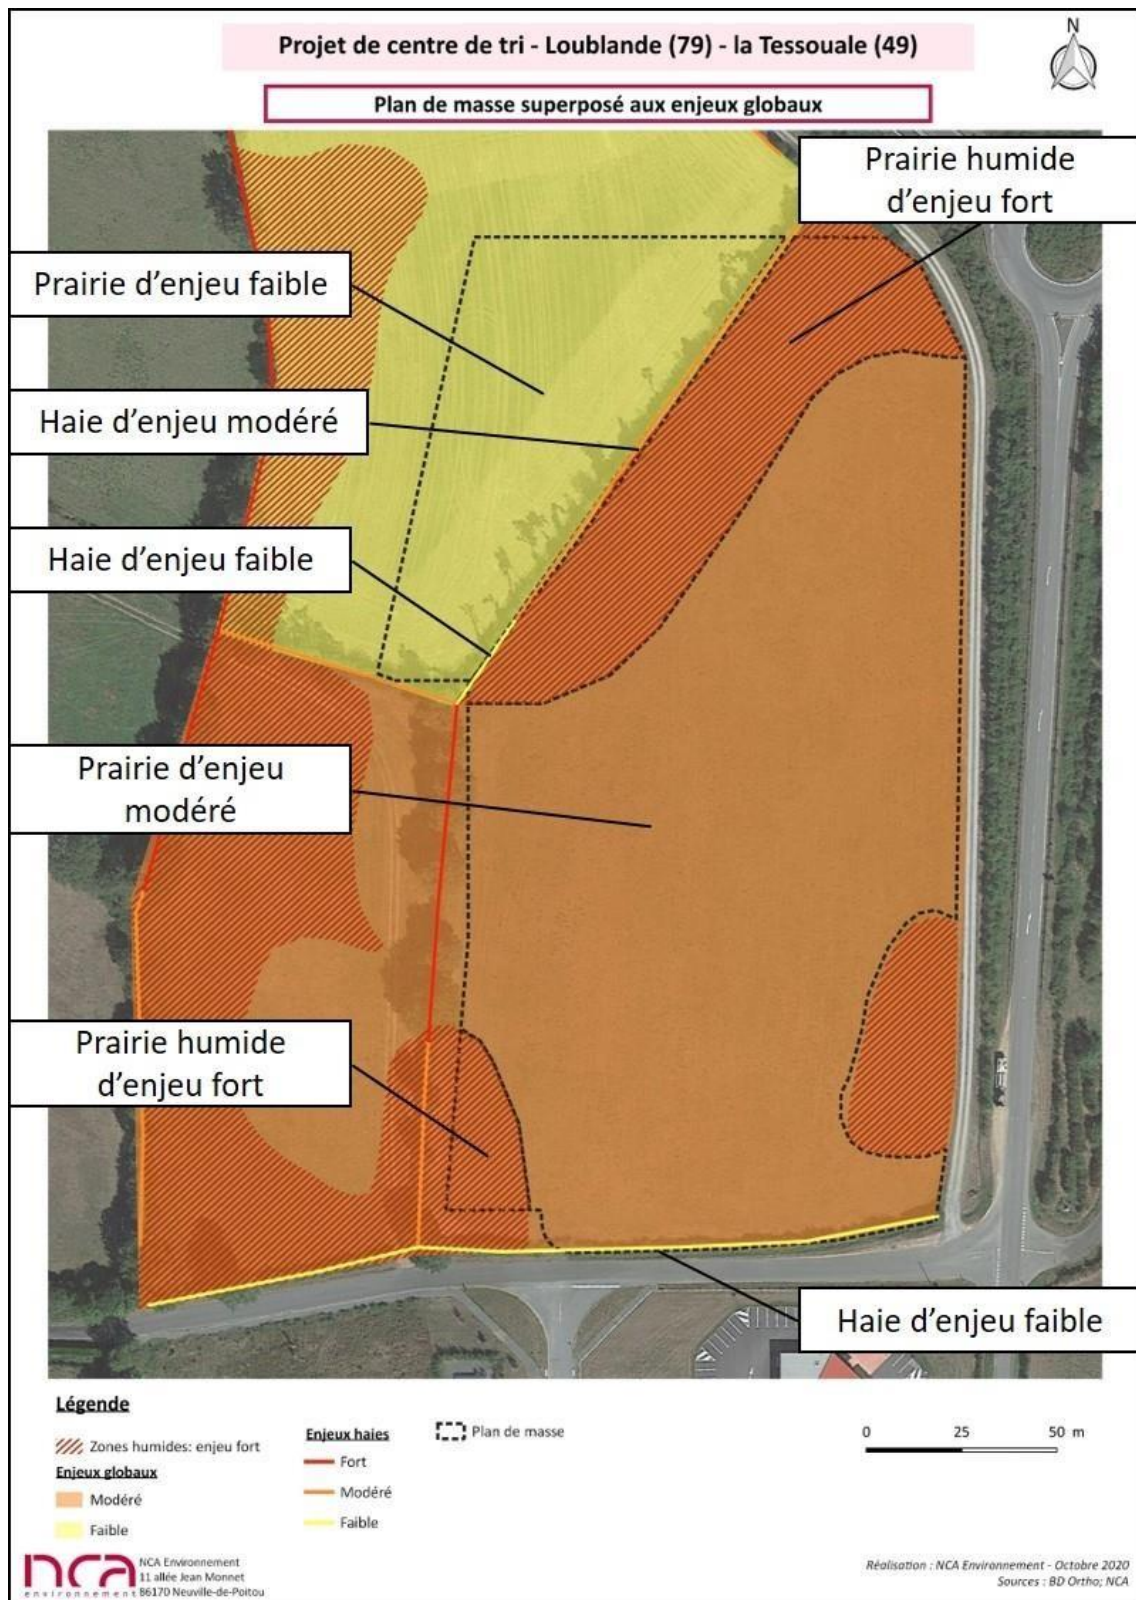 Projet de centre de tri - Loublande (79) - la Tessouale (49)
N
Plan de masse superposé aux enjeux globaux
Prairie humide
d'enjeu fort
Prairie d'enjeu faible
Haie d'enjeu modéré
Haie d'enjeu faible
Prairie d'enjeu
modéré
Prairie humide
d'enjeu fort
Haie d'enjeu faible
Légende
Zones humides: enjeu fort
Enjeux globaux
Modéré
Faible
Enjeux haies
Fort
Modéré
Faible
Plan de masse
0 25 50 m
nca
environnement
NCA Environnement
11 allée Jean Monnet
86170 Neuville-de-Poitou
Réalisation : NCA Environnement - Octobre 2020
Sources : BD Ortho; NCA